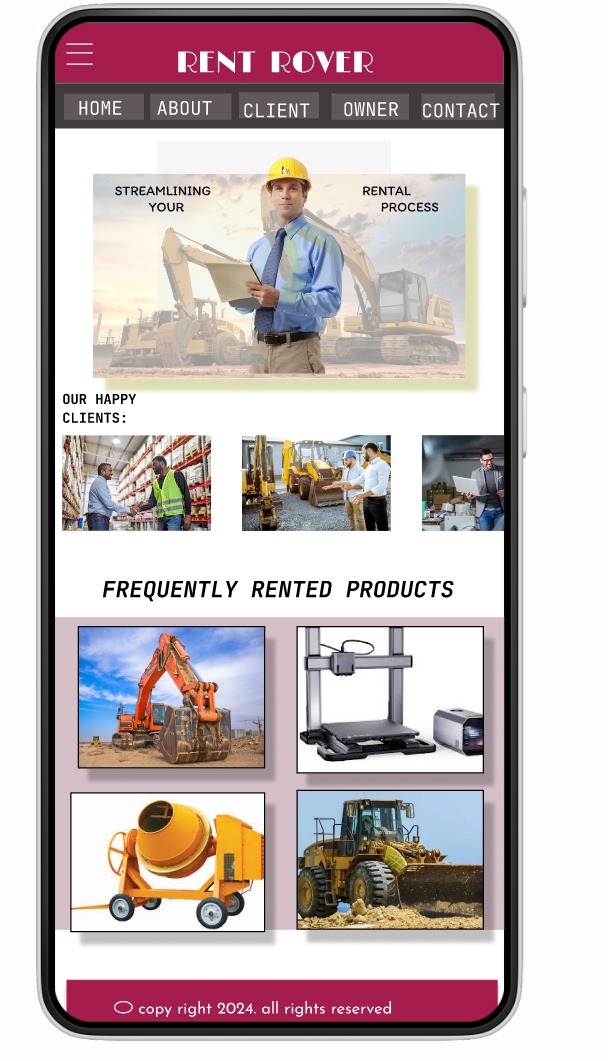 RENT ROVER
HOME ABOUT CLIENT OWNER CONTACT
STREAMLINING
YOUR
RENTAL
PROCESS
OUR HAPPY
CLIENTS:
FREQUENTLY RENTED PRODUCTS
copy right 2024. all rights reserved